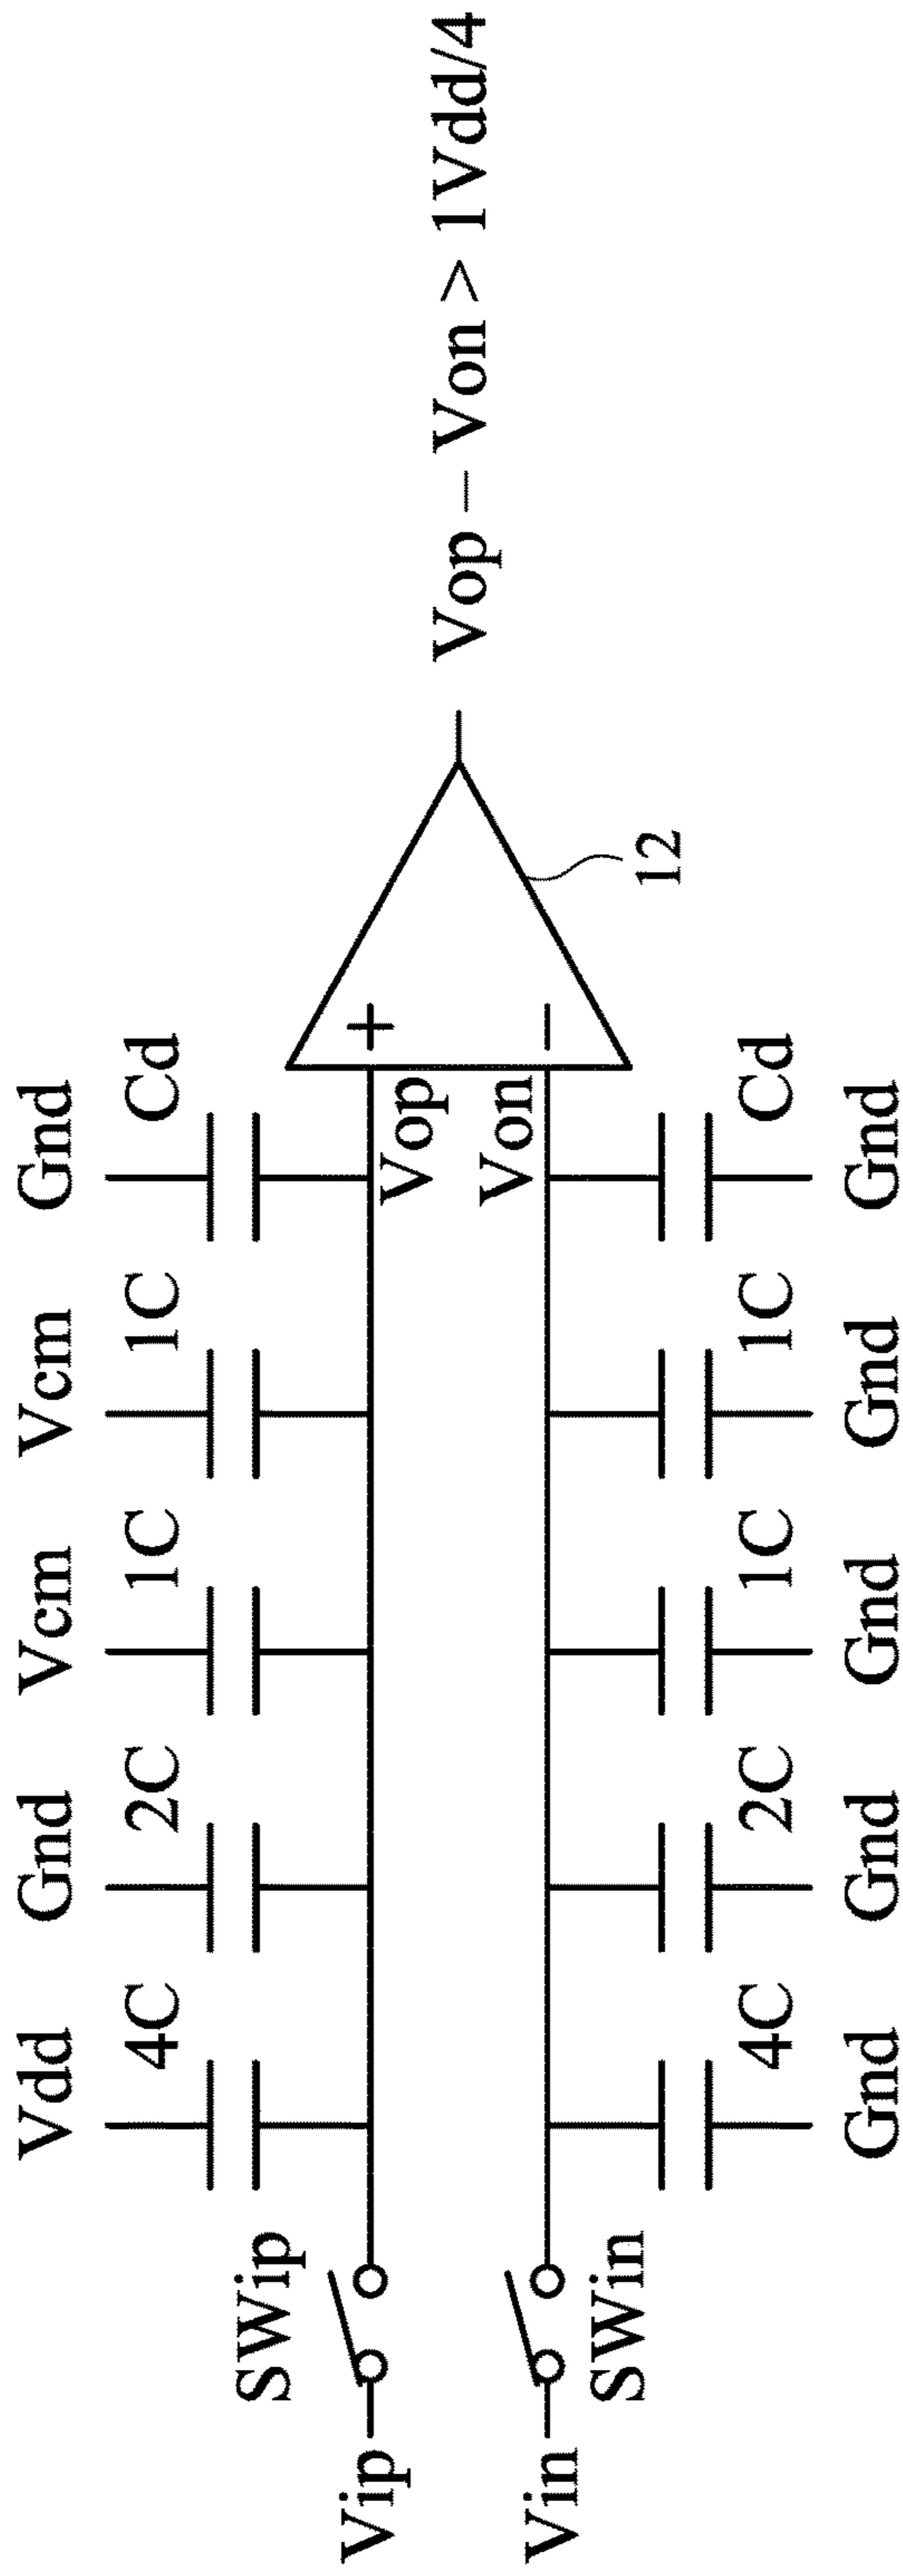 Vdd Gnd Vcm Vcm Gnd
4C 2C 1C 1C Cd
SWip
Vip + Vop
Vop – Von > 1Vdd/4
Vin – Von
SWin 12
4C 2C 1C 1C Cd
Gnd Gnd Gnd Gnd Gnd